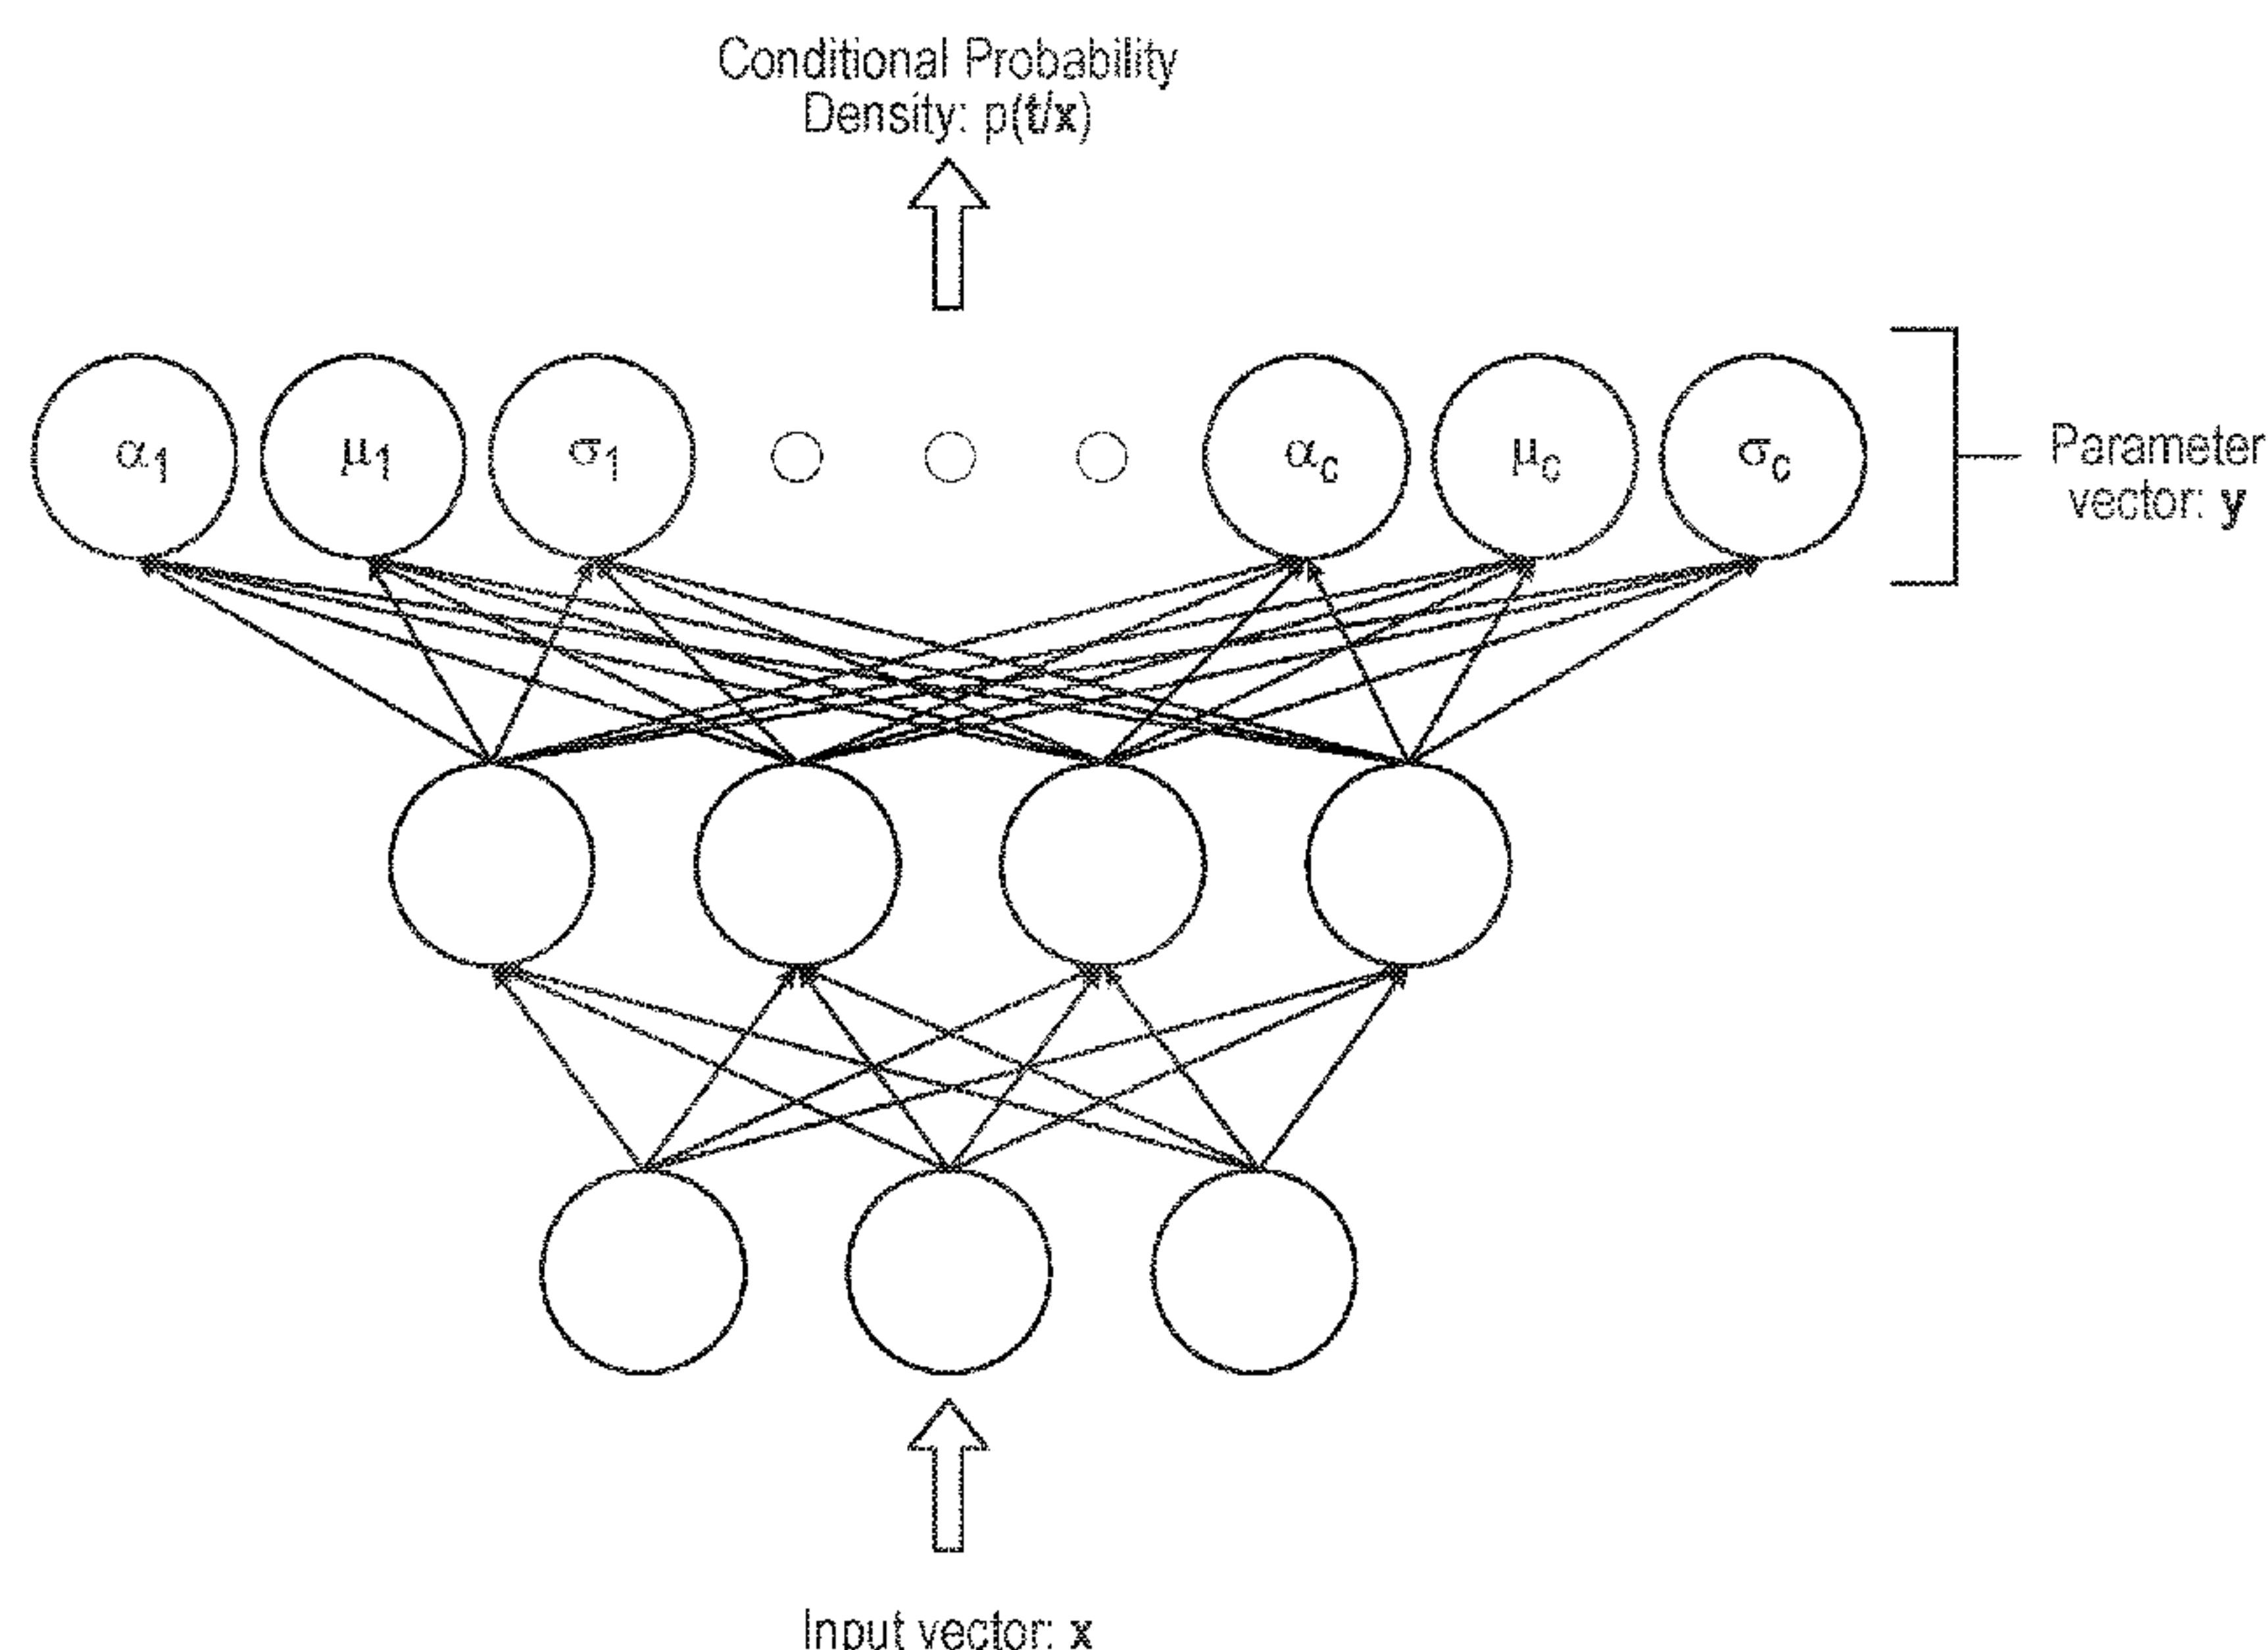 Conditional Probability
Density: p(t/x)
α1 μ1 σ1 αc μc σc
Parameter
vector: y
Input vector: x